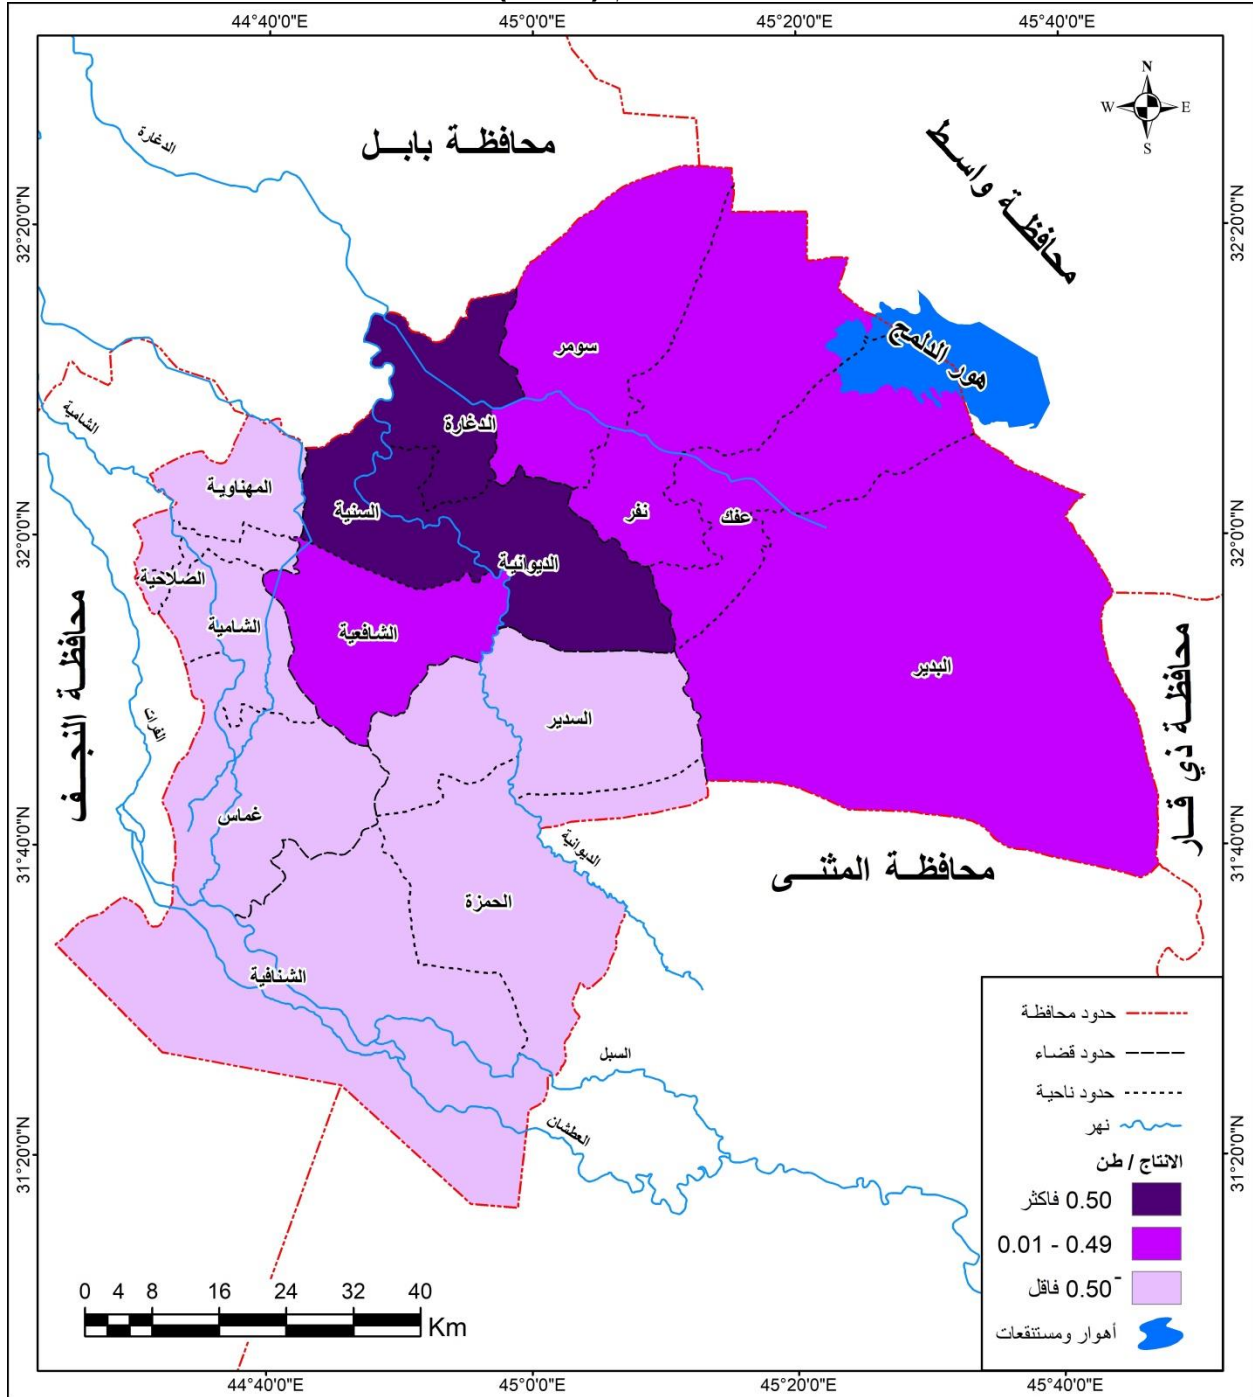 44°40'0"E
45°0'0"E
45°20'0"E
45°40'0"E
N
W
E
S
32°20'0"N
32°0'0"N
31°40'0"N
31°20'0"N
32°20'0"N
32°0'0"N
31°40'0"N
31°20'0"N
محافظة بابل
محافظة واسط
محافظة النجف
محافظة ذي قار
محافظة المثنى
الدغارة
هور الدلمج
سومر
الدغارة
الشامية
المهناوية
السنية
نفر
عفك
الديوانية
الصلاحية
الشامية
الشافعية
البدير
الفرات
السدير
غماس
الديوانية
الحمزة
الشنافية
السبل
العطشان
حدود محافظة
حدود قضاء
حدود ناحية
نهر
الانتاج / طن
0.50 فاكثر
0.01 - 0.49
0.50⁻ فاقل
أهوار ومستنقعات
0 4 8 16 24 32 40
Km
44°40'0"E
45°0'0"E
45°20'0"E
45°40'0"E